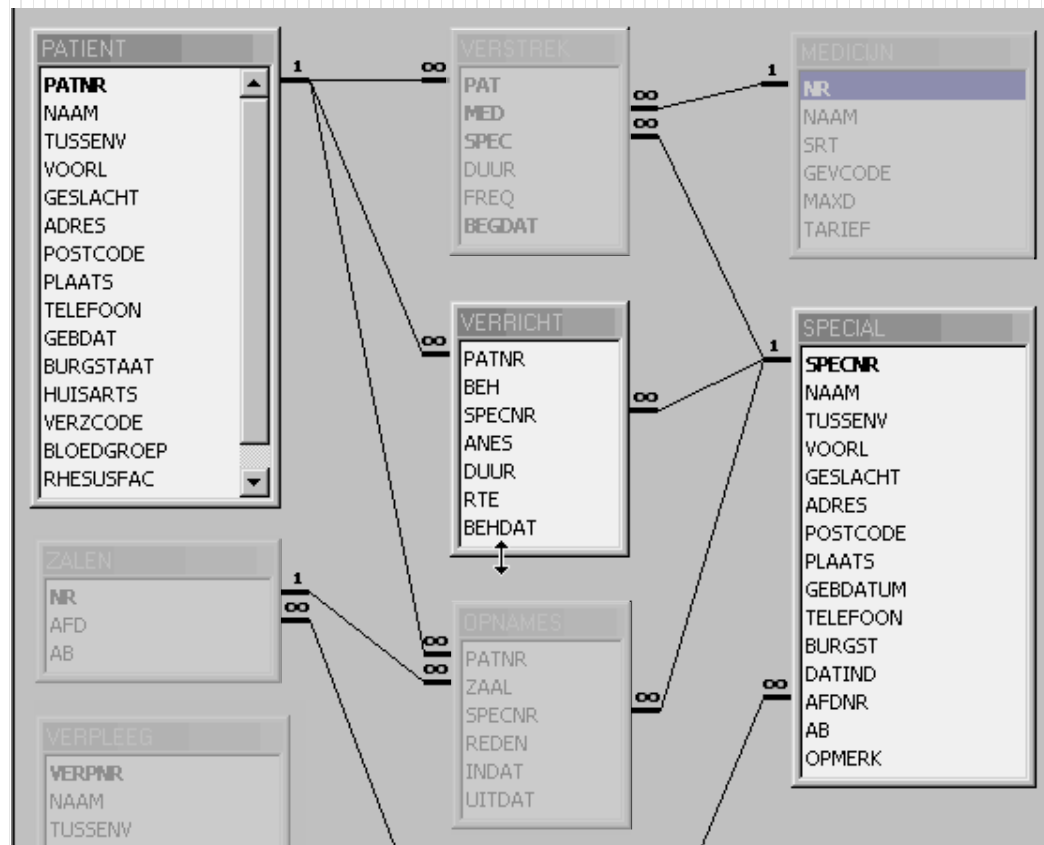 PATIENT
PATNR
NAAM
TUSSENV
VOORL
GESLACHT
ADRES
POSTCODE
PLAATS
TELEFOON
GEBDAT
BURGSTAAT
HUISARTS
VERZCODE
BLOEDGROEP
RHESUSFAC
1
∞
VERSTREK
PAT
MED
SPEC
DUUR
FREQ
BEGDAT
∞
∞
1
MEDICIJN
NR
NAAM
SRT
GEVCODE
MAXD
TARIEF
∞
VERRICHT
PATNR
BEH
SPECNR
ANES
DUUR
RTE
BEHDAT
∞
1
SPECIAL
SPECNR
NAAM
TUSSENV
VOORL
GESLACHT
ADRES
POSTCODE
PLAATS
GEBDATUM
TELEFOON
BURGST
DATIND
AFDNR
AB
OPMERK
∞
ZALEN
NR
AFD
AB
1
∞
∞
∞
OPNAMES
PATNR
ZAAL
SPECNR
REDEN
INDAT
UITDAT
∞
VERPLEEG
VERPNR
NAAM
TUSSENV